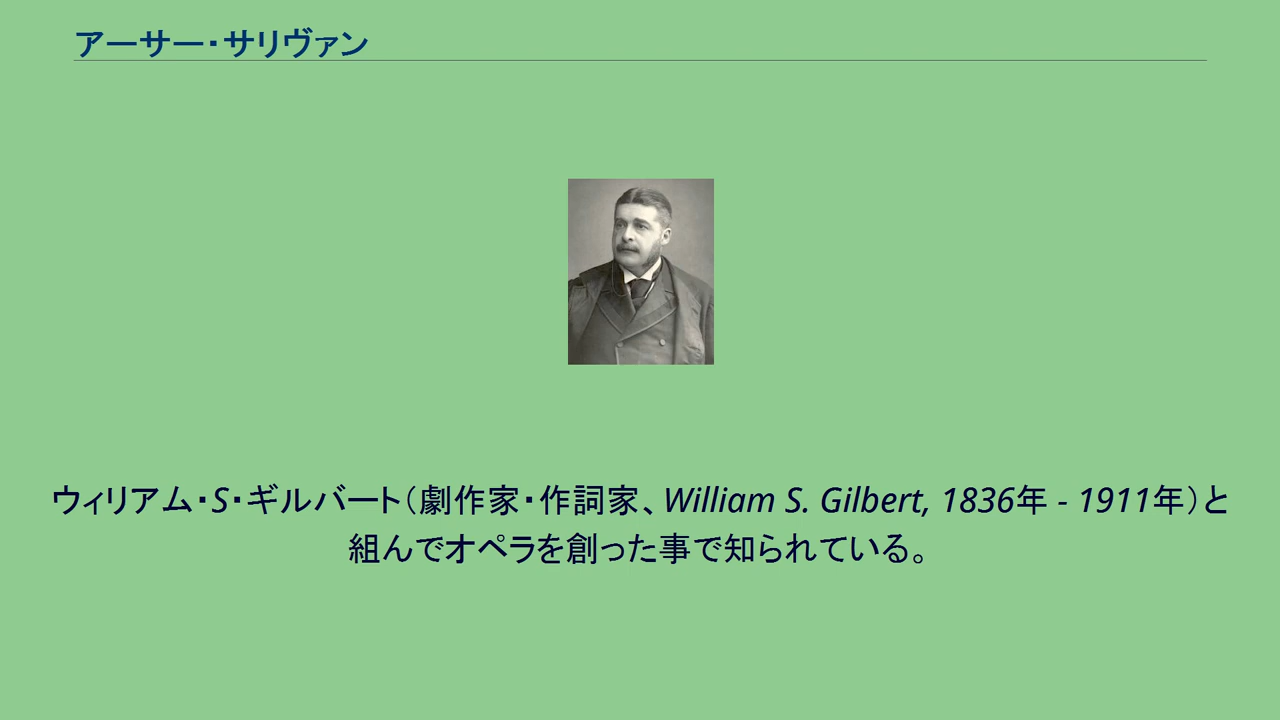 アーサー・サリヴァン
ウィリアム・S・ギルバート（劇作家・作詞家、William S. Gilbert, 1836年 - 1911年）と
組んでオペラを創った事で知られている。